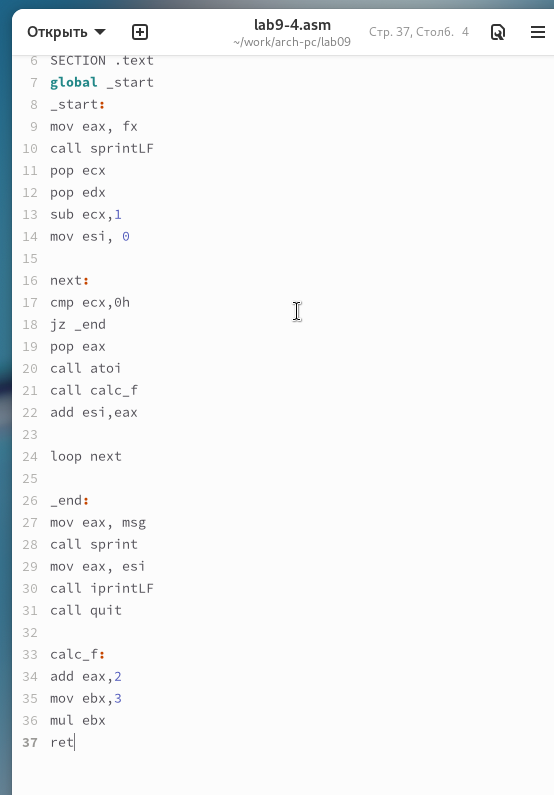 Открыть
lab9-4.asm
~/work/arch-pc/lab09
Стр. 37, Столб. 4
6 SECTION .text
7 global _start
8 _start:
9 mov eax, fx
10 call sprintLF
11 pop ecx
12 pop edx
13 sub ecx,1
14 mov esi, 0
15
16 next:
17 cmp ecx,0h
18 jz _end
19 pop eax
20 call atoi
21 call calc_f
22 add esi,eax
23
24 loop next
25
26 _end:
27 mov eax, msg
28 call sprint
29 mov eax, esi
30 call iprintLF
31 call quit
32
33 calc_f:
34 add eax,2
35 mov ebx,3
36 mul ebx
37 ret